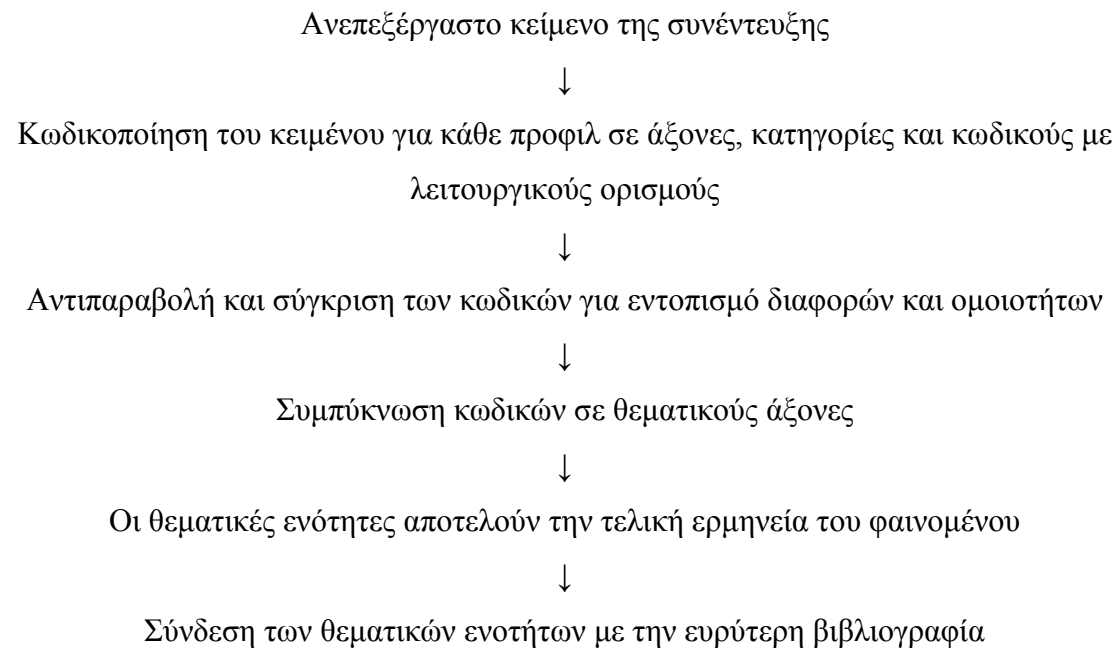 Ανεπεξέργαστο κείμενο της συνέντευξης
↓
Κωδικοποίηση του κειμένου για κάθε προφιλ σε άξονες, κατηγορίες και κωδικούς με
λειτουργικούς ορισμούς
↓
Αντιπαραβολή και σύγκριση των κωδικών για εντοπισμό διαφορών και ομοιοτήτων
↓
Συμπύκνωση κωδικών σε θεματικούς άξονες
↓
Οι θεματικές ενότητες αποτελούν την τελική ερμηνεία του φαινομένου
↓
Σύνδεση των θεματικών ενοτήτων με την ευρύτερη βιβλιογραφία